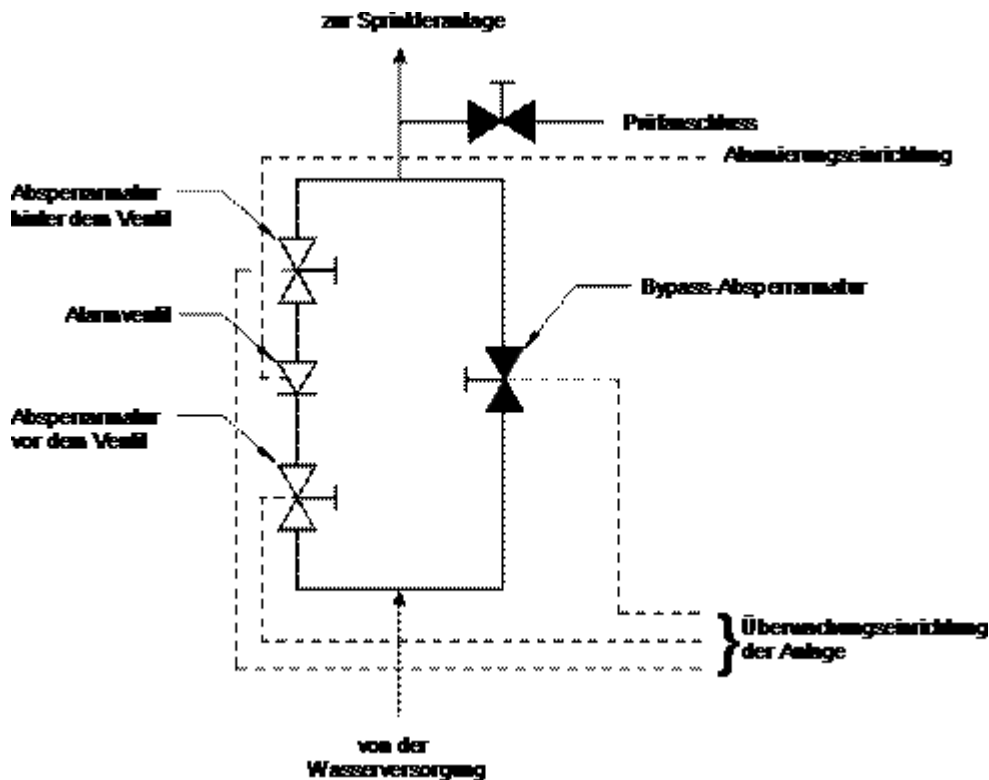 zur Sprinkleranlage
Prüfanschluss
Alarmierungseinrichtung
Absperrarmatur
hinter dem Ventil
Bypass-Absperrarmatur
Alarmventil
Absperrarmatur
vor dem Ventil
Überwachungseinrichtung
der Anlage
von der
Wasserversorgung